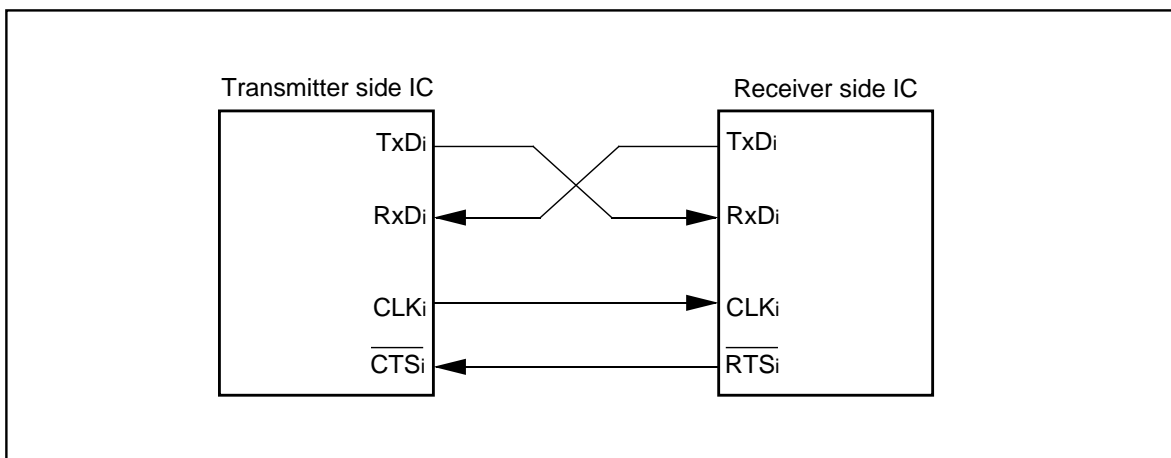 Transmitter side IC
Receiver side IC
TxDi
TxDi
RxDi
RxDi
CLKi
CLKi
CTSi
RTSi